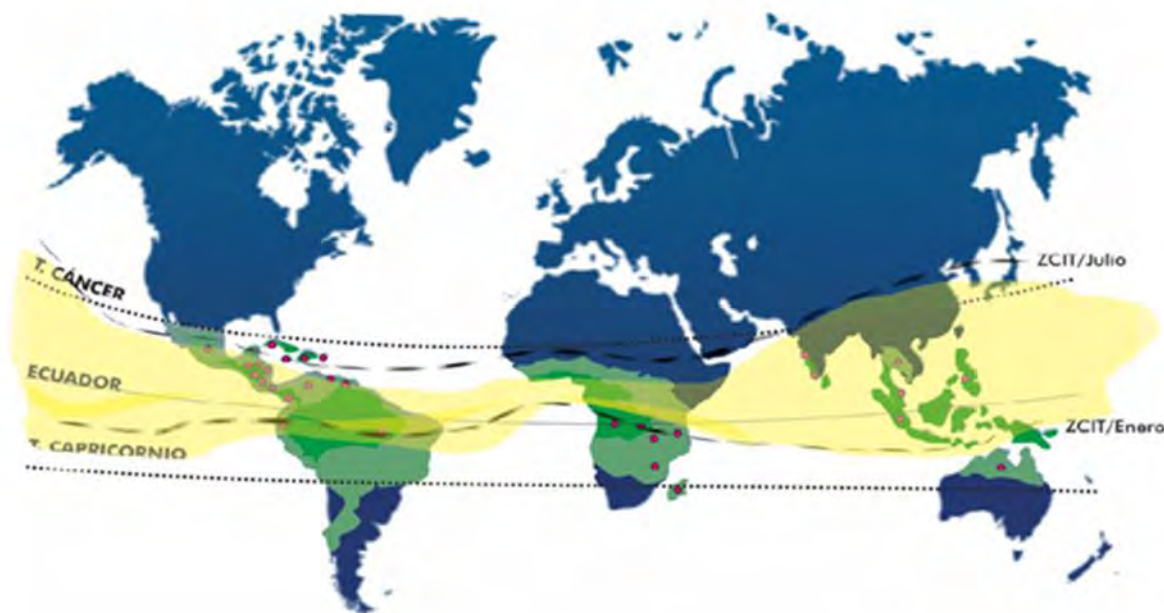 ZCIT/Julio
T. CÁNCER
ECUADOR
ZCIT/Enero
T. CAPRICORNIO